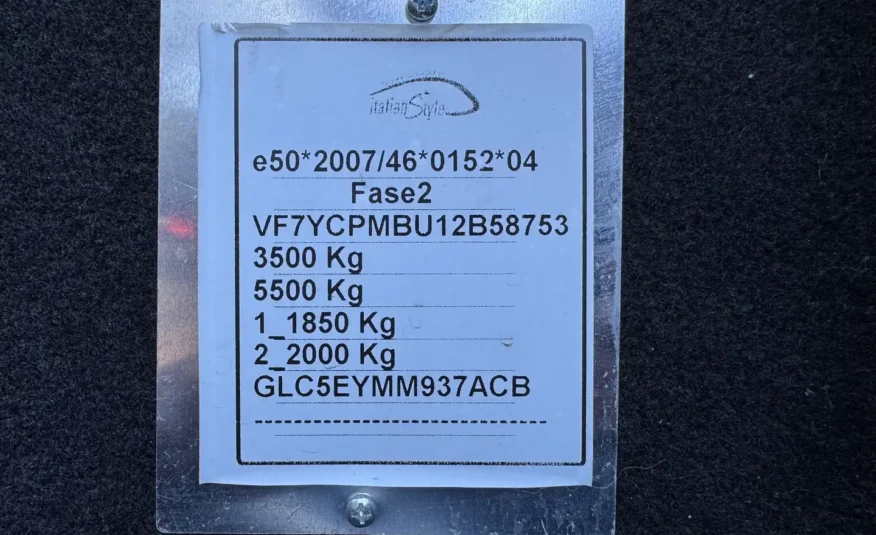 italianStyle
e50*2007/46*0152*04
Fase2
VF7YCPMBU12B58753
3500 Kg
5500 Kg
1_1850 Kg
2_2000 Kg
GLC5EYMM937ACB